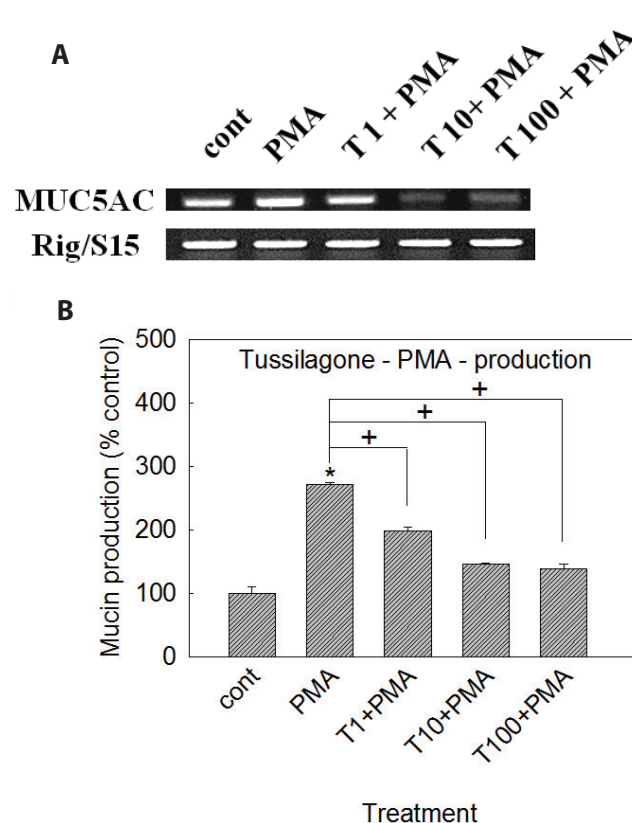 A
cont
PMA
T 1 + PMA
T 10+ PMA
T 100 + PMA
MUC5AC
Rig/S15
B
Tussilagone - PMA - production
Mucin production (% control)
500
400
300
200
100
0
+
+
+
*
cont
PMA
T1+PMA
T10+PMA
T100+PMA
Treatment